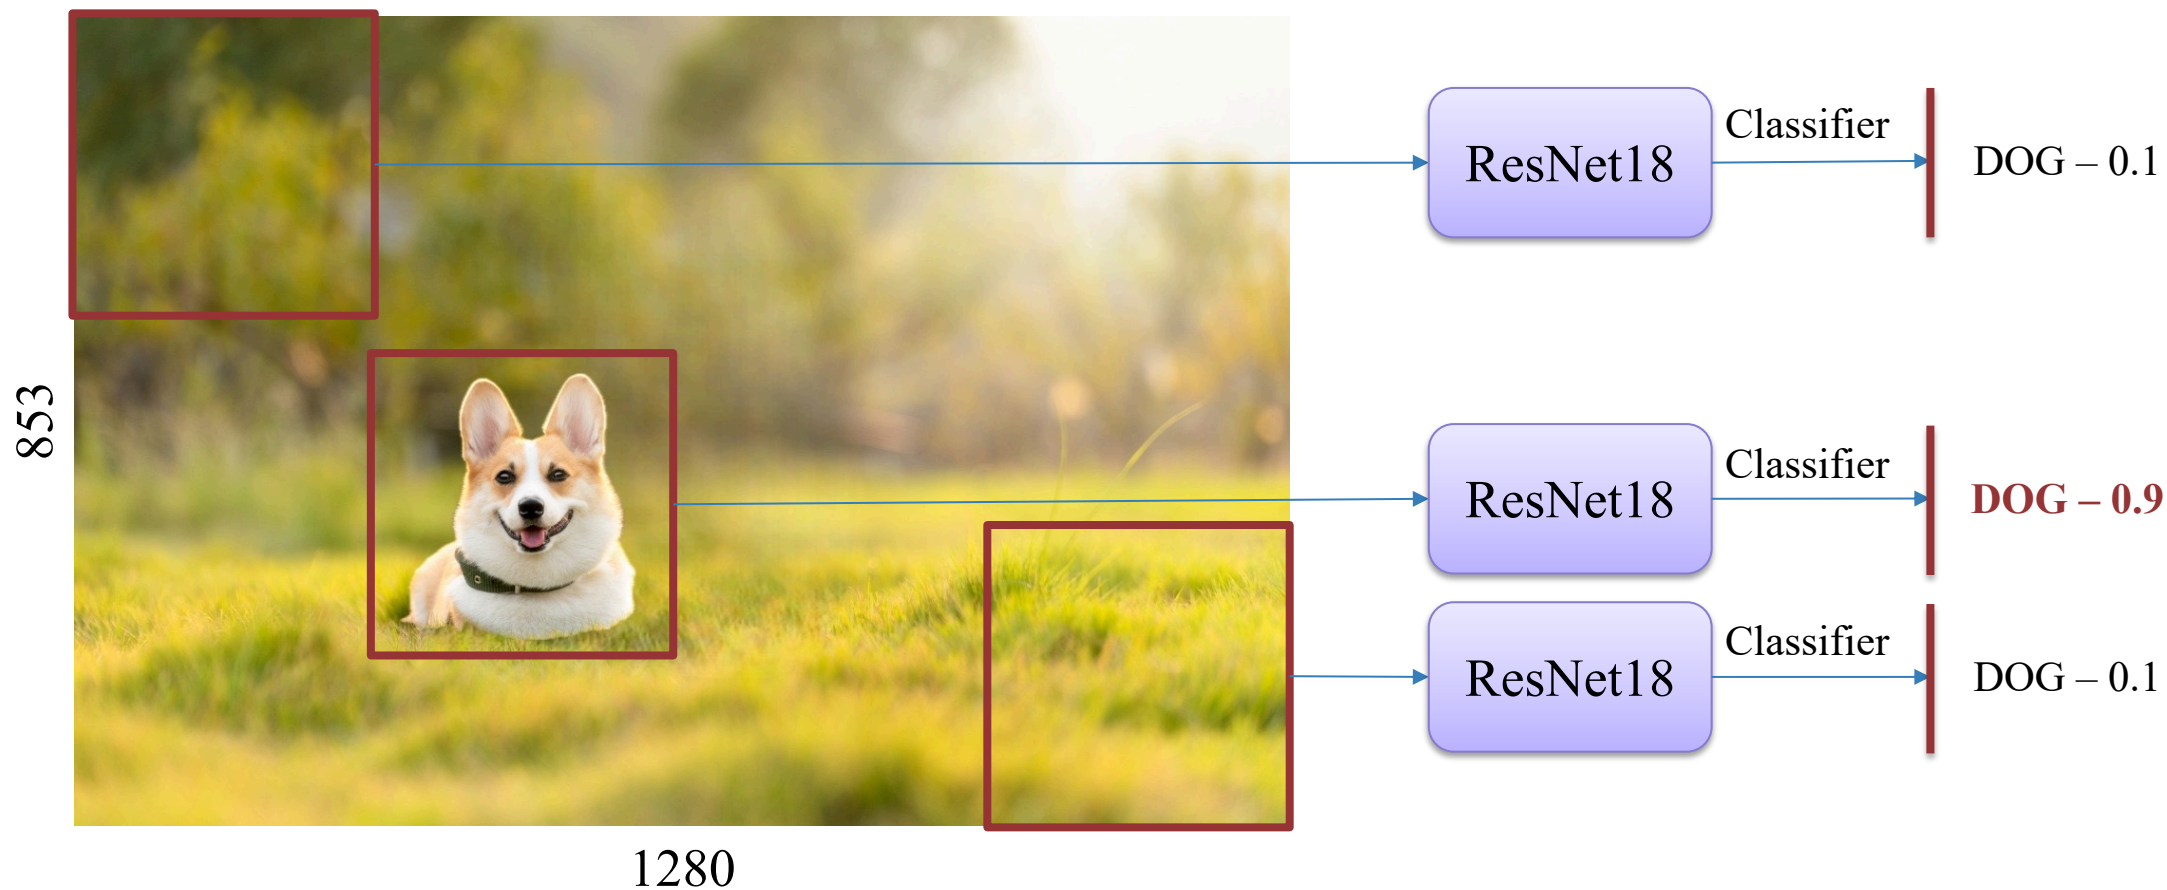 Classifier
ResNet18
DOG – 0.1
853
Classifier
ResNet18
DOG – 0.9
Classifier
ResNet18
DOG – 0.1
1280